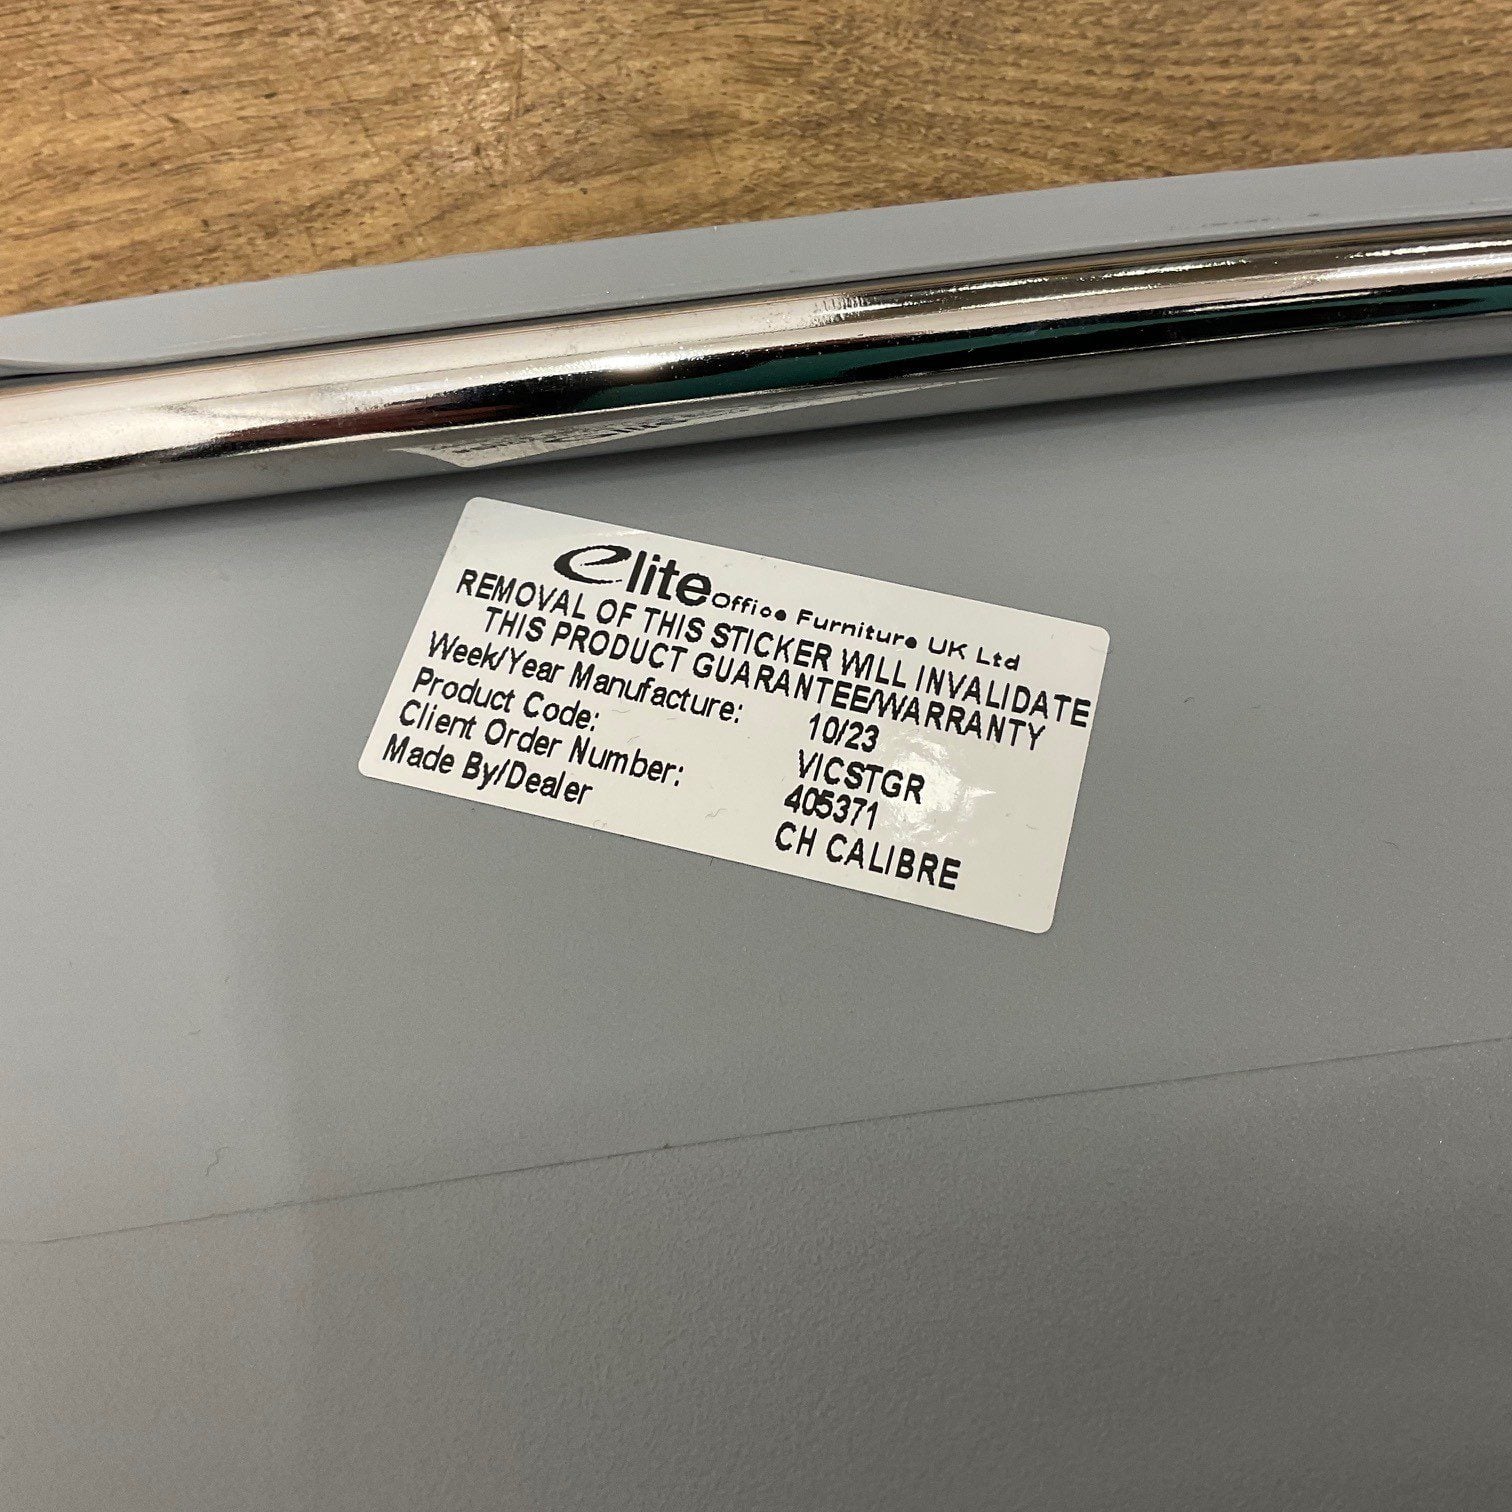 elite Office Furniture UK Ltd
REMOVAL OF THIS STICKER WILL INVALIDATE
THIS PRODUCT GUARANTEE/WARRANTY
Week/Year Manufacture: 10/23
Product Code: VICSTGR
Client Order Number: 405371
Made By/Dealer CH CALIBRE